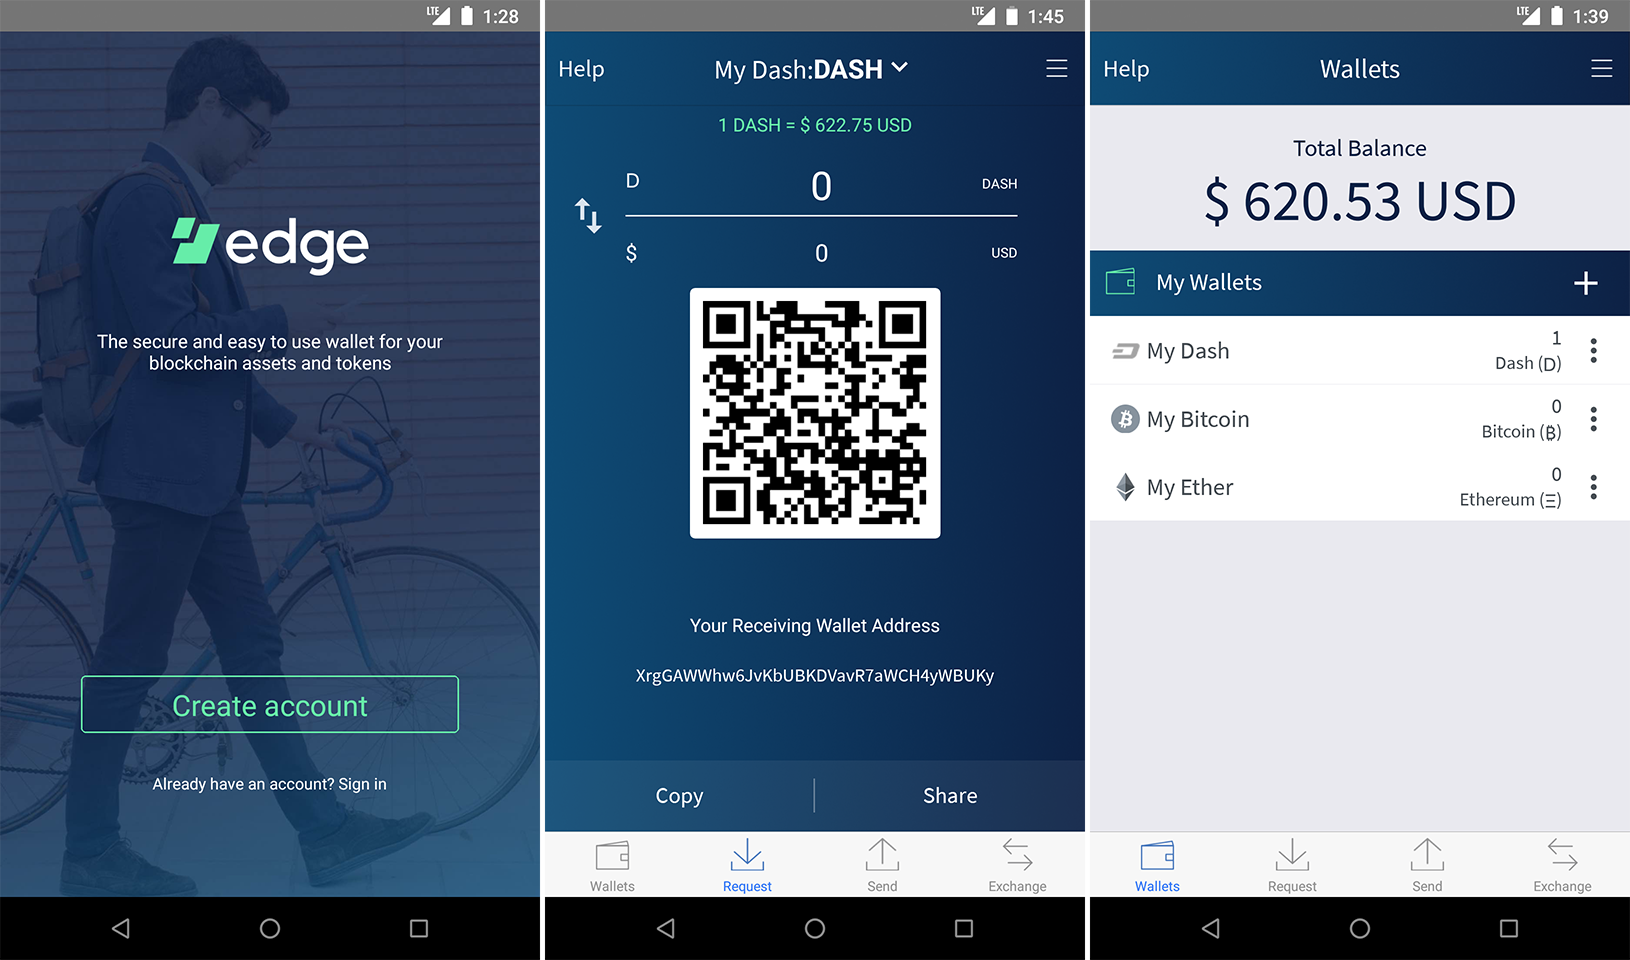 LTE 1:28
edge
The secure and easy to use wallet for your
blockchain assets and tokens
Create account
Already have an account? Sign in
LTE 1:45
Help My Dash:DASH
1 DASH = $ 622.75 USD
D 0 DASH
$ 0 USD
Your Receiving Wallet Address
XrgGAWWhw6JvKbUBKDVavR7aWCH4yWBUKy
Copy Share
Wallets Request Send Exchange
LTE 1:39
Help Wallets
Total Balance
$ 620.53 USD
My Wallets
My Dash 1
Dash (D)
My Bitcoin 0
Bitcoin (₿)
My Ether 0
Ethereum (Ξ)
Wallets Request Send Exchange